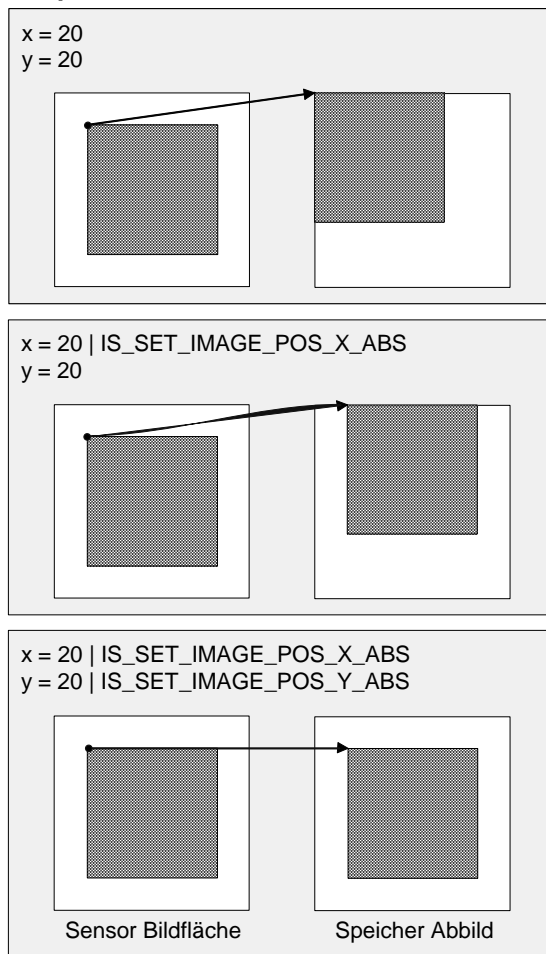 x = 20
y = 20
x = 20 | IS_SET_IMAGE_POS_X_ABS
y = 20
x = 20 | IS_SET_IMAGE_POS_X_ABS
y = 20 | IS_SET_IMAGE_POS_Y_ABS
Sensor Bildfläche Speicher Abbild